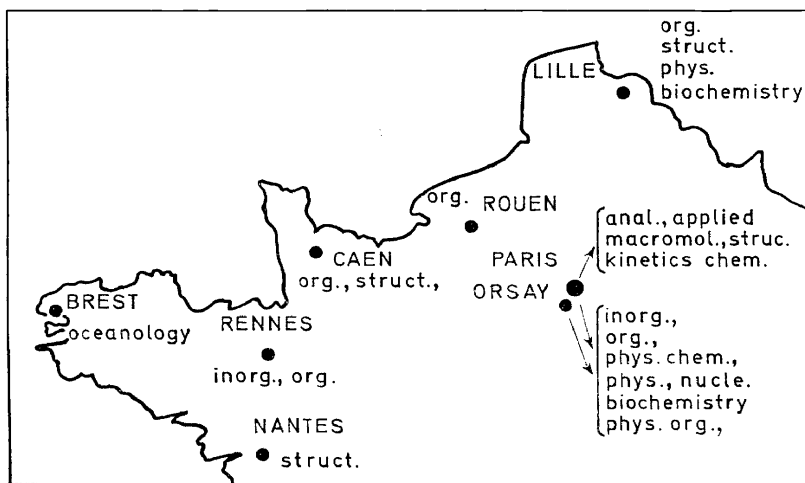 org.
struct.
phys.
biochemistry
LILLE
org.
ROUEN
CAEN
org., struct.,
PARIS
ORSAY
anal., applied
macromol., struc.
kinetics chem.
inorg.,
org.,
phys. chem.,
phys., nucle.
biochemistry
phys. org.,
BREST
oceanology
RENNES
inorg., org.
NANTES
struct.